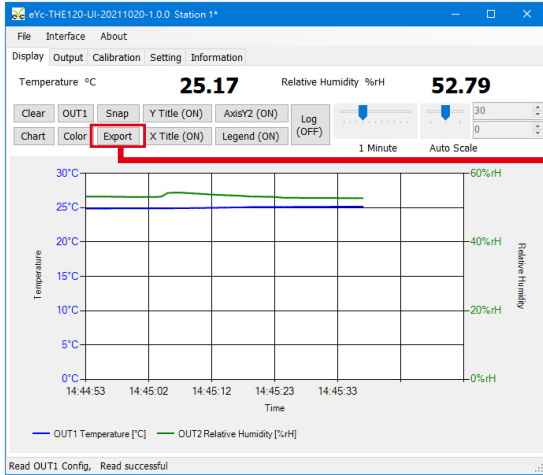 eYc-THE120-UI-20211020-1.0.0 Station 1*
File Interface About
Display Output Calibration Setting Information
Temperature °C 25.17 Relative Humidity %rH 52.79
Clear OUT1 Snap Y Title (ON) AxisY2 (ON) Log (OFF) 30
Chart Color Export X Title (ON) Legend (ON) 0
1 Minute Auto Scale
30°C 60%rH
25°C
20°C 40%rH
15°C
10°C 20%rH
5°C
0°C 0%rH
Temperature
Relative Humidity
14:44:53 14:45:02 14:45:12 14:45:23 14:45:33
Time
OUT1 Temperature [°C] OUT2 Relative Humidity [%rH]
Read OUT1 Config, Read successful